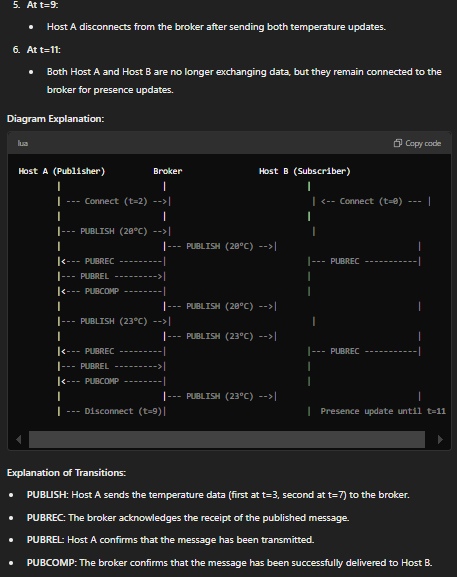 5. At t=9:
• Host A disconnects from the broker after sending both temperature updates.
6. At t=11:
• Both Host A and Host B are no longer exchanging data, but they remain connected to the
broker for presence updates.
Diagram Explanation:
lua Copy code
Host A (Publisher)          Broker                Host B (Subscriber)
        |                     |                             |
        | --- Connect (t=2) -->|                             | <-- Connect (t=0) --- |
        |                     |                             |
        |--- PUBLISH (20°C) -->|                             |
        |                     |--- PUBLISH (20°C) -->|                          |
        |<--- PUBREC ---------|                             |--- PUBREC -----------|
        |--- PUBREL --------->|                             |
        |<--- PUBCOMP --------|                             |
        |                     |--- PUBLISH (20°C) -->|                          |
        |--- PUBLISH (23°C) -->|                             |
        |                     |--- PUBLISH (23°C) -->|                          |
        |<--- PUBREC ---------|                             |--- PUBREC -----------|
        |--- PUBREL --------->|                             |
        |<--- PUBCOMP --------|                             |
        |                     |--- PUBLISH (23°C) -->|                          |
        | --- Disconnect (t=9)|                             | Presence update until t=11
Explanation of Transitions:
• PUBLISH: Host A sends the temperature data (first at t=3, second at t=7) to the broker.
• PUBREC: The broker acknowledges the receipt of the published message.
• PUBREL: Host A confirms that the message has been transmitted.
• PUBCOMP: The broker confirms that the message has been successfully delivered to Host B.